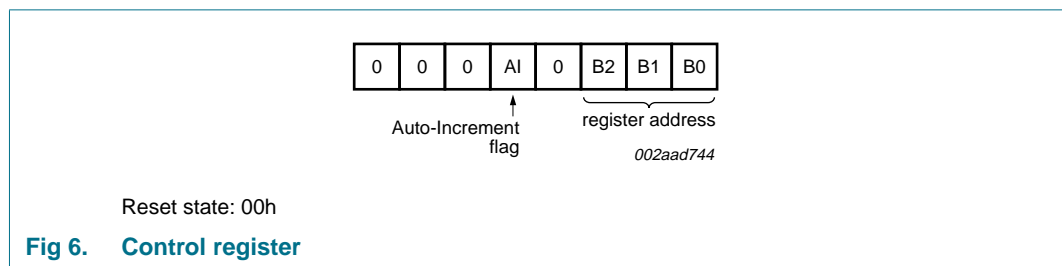 0 0 0 AI 0 B2 B1 B0
Auto-Increment
flag
register address
002aad744
Reset state: 00h
Fig 6. Control register